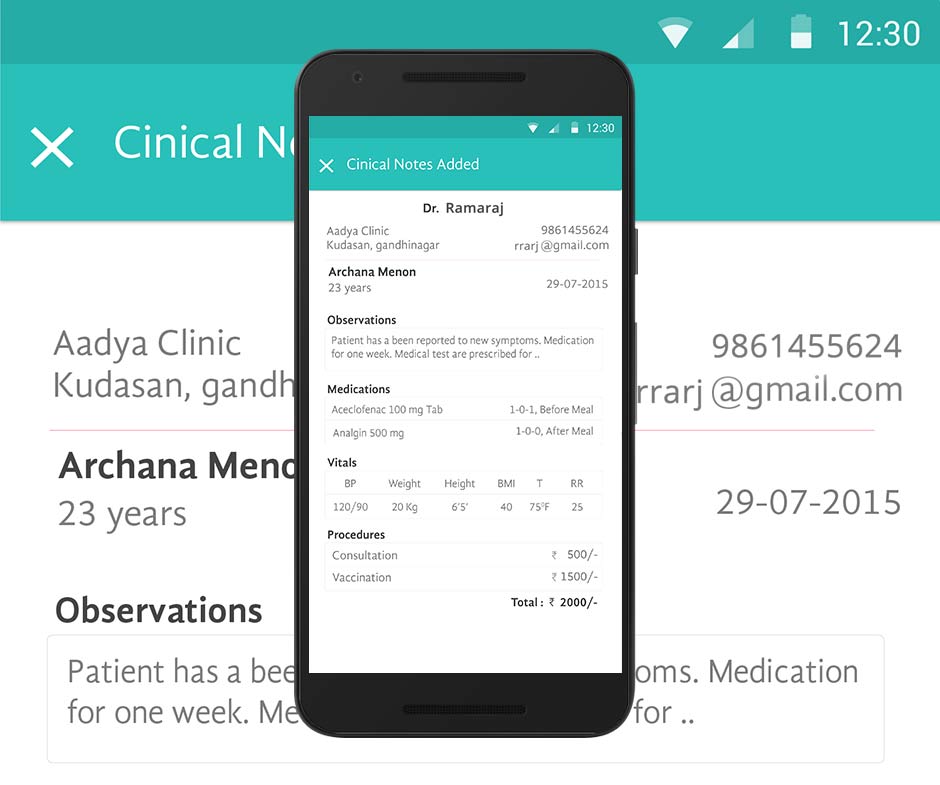 12:30
Cinical N
Aadya Clinic
9861455624
Kudasan, gandh
rrarj @gmail.com
Archana Meno
23 years
29-07-2015
Observations
Patient has a bee
oms. Medication
for one week. Me
for ..
12:30
Cinical Notes Added
Dr. Ramaraj
Aadya Clinic 9861455624
Kudasan, gandhinagar rrarj @gmail.com
Archana Menon
23 years 29-07-2015
Observations
Patient has a been reported to new symptoms. Medication
for one week. Medical test are prescribed for ..
Medications
Aceclofenac 100 mg Tab 1-0-1, Before Meal
Analgin 500 mg 1-0-0, After Meal
Vitals
BP Weight Height BMI T RR
120/90 20 Kg 6'5' 40 75°F 25
Procedures
Consultation ₹ 500/-
Vaccination ₹ 1500/-
Total : ₹ 2000/-